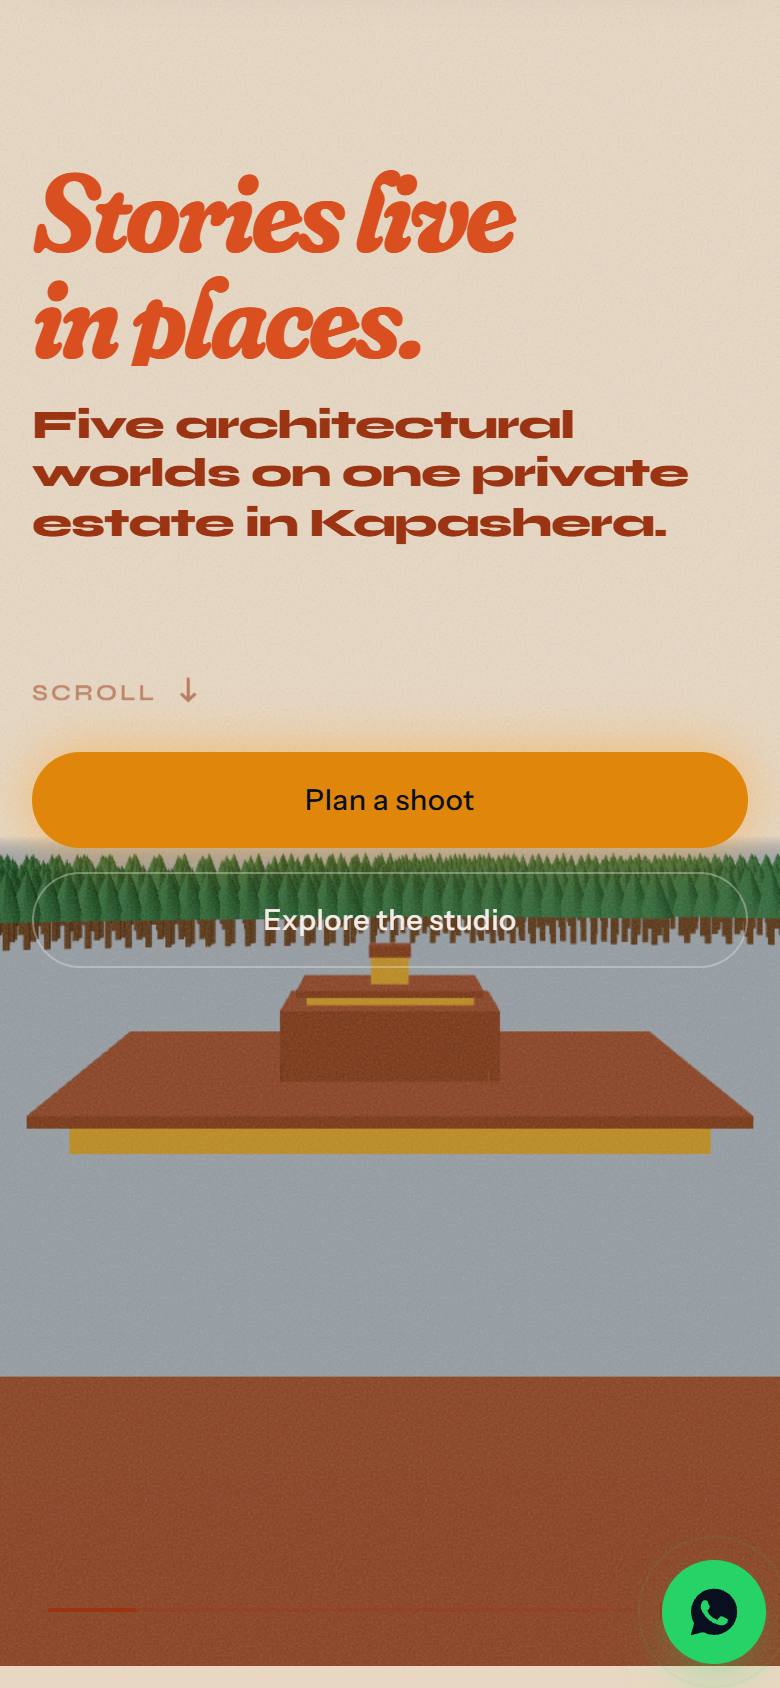 Stories live
in places.
Five architectural
worlds on one private
estate in Kapashera.
SCROLL ↓
Plan a shoot
Explore the studio